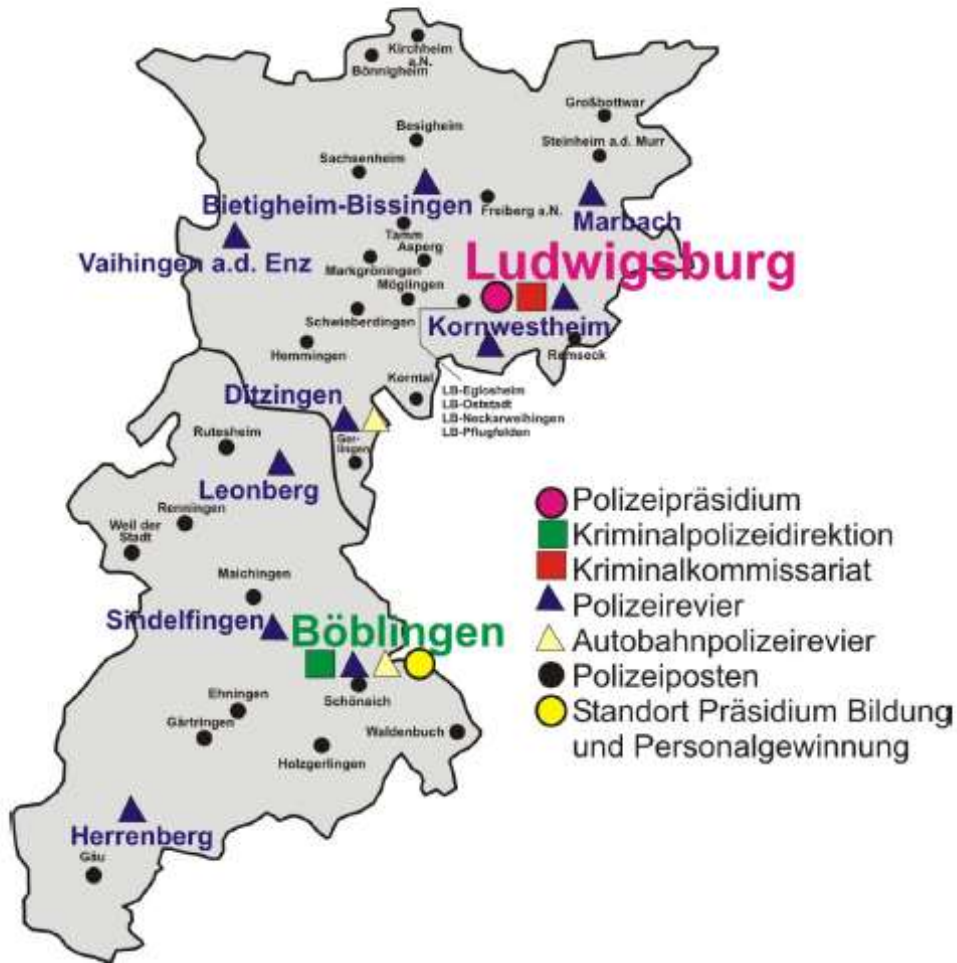 Kirchheim
a.N.
Bönnigheim
Großbottwar
Besigheim
Steinheim a.d. Murr
Sachsenheim
Bietigheim-Bissingen
Freiberg a.N.
Marbach
Tamm
Asperg
Vaihingen a.d. Enz
Markgröningen
Ludwigsburg
Möglingen
Schwieberdingen
Kornwestheim
Hemmingen
Remseck
Korntal
Ditzingen
LB-Eglosheim
LB-Oststadt
LB-Neckarweihingen
LB-Pflugfelden
Rutesheim
Ger-
lingen
Leonberg
Renningen
Weil der
Stadt
Maichingen
Sindelfingen
Böblingen
Schönaich
Ehningen
Gärtringen
Waldenbuch
Holzgerlingen
Herrenberg
Gäu
Polizeipräsidium
Kriminalpolizeidirektion
Kriminalkommissariat
Polizeirevier
Autobahnpolizeirevier
Polizeiposten
Standort Präsidium Bildung
und Personalgewinnung